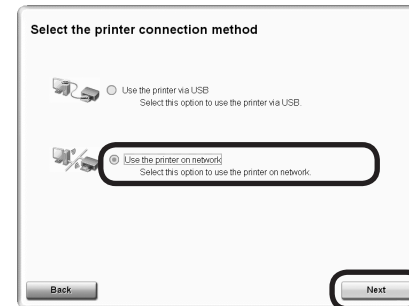 Select the printer connection method
Use the printer via USB
Select this option to use the printer via USB.
Use the printer on network
Select this option to use the printer on network.
Back
Next